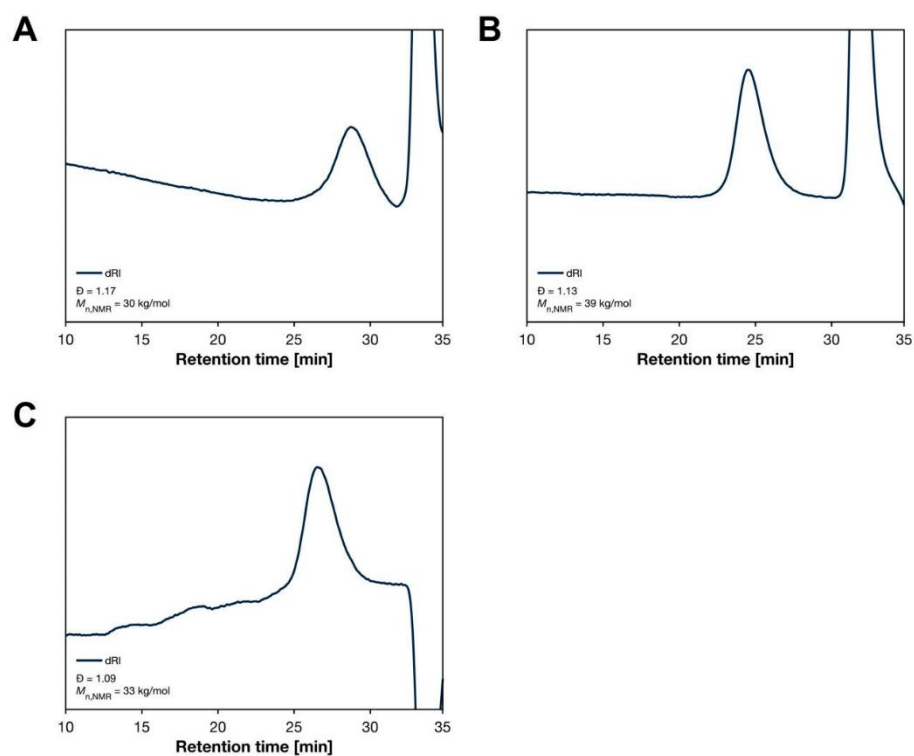 A
dRI
Đ = 1.17
Mn,NMR = 30 kg/mol
10 15 20 25 30 35
Retention time [min]
B
dRI
Đ = 1.13
Mn,NMR = 39 kg/mol
10 15 20 25 30 35
Retention time [min]
C
dRI
Đ = 1.09
Mn,NMR = 33 kg/mol
10 15 20 25 30 35
Retention time [min]